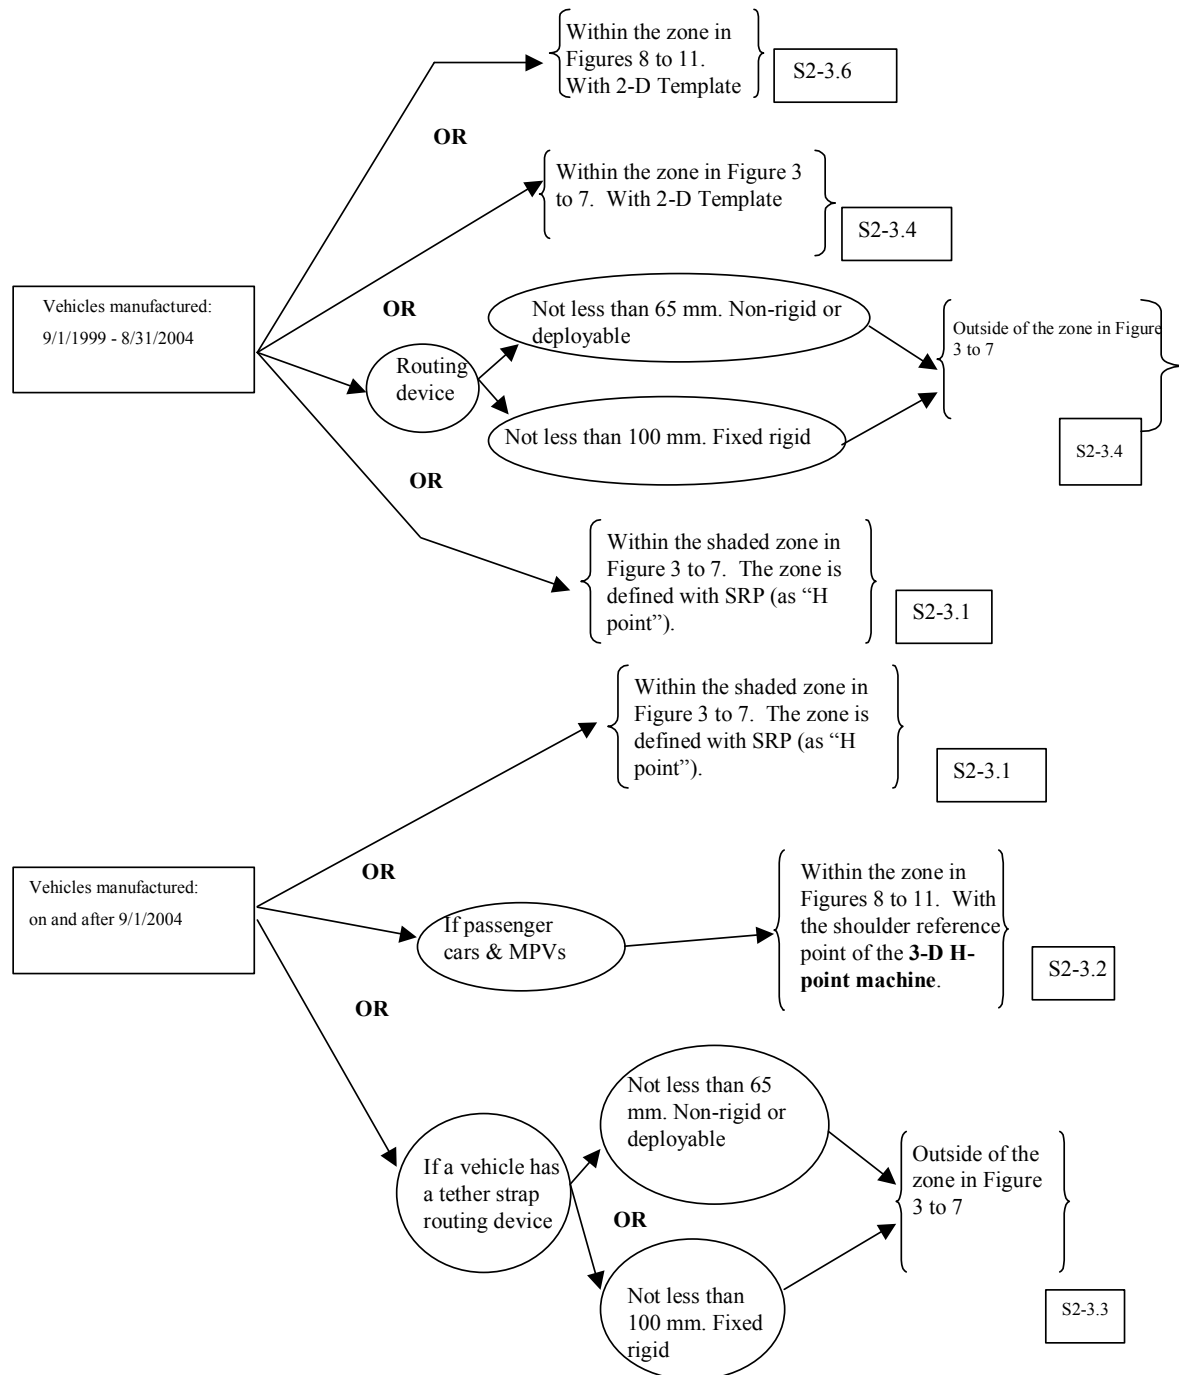 Within the zone in
Figures 8 to 11.
With 2-D Template
S2-3.6
OR
Within the zone in Figure 3
to 7.  With 2-D Template
S2-3.4
Vehicles manufactured:
9/1/1999 - 8/31/2004
OR
Not less than 65 mm. Non-rigid or
deployable
Outside of the zone in Figure
3 to 7
Routing
device
Not less than 100 mm. Fixed rigid
S2-3.4
OR
Within the shaded zone in
Figure 3 to 7.  The zone is
defined with SRP (as “H
point”).
S2-3.1
Within the shaded zone in
Figure 3 to 7.  The zone is
defined with SRP (as “H
point”).
S2-3.1
OR
Vehicles manufactured:
on and after 9/1/2004
If passenger
cars & MPVs
Within the zone in
Figures 8 to 11.  With
the shoulder reference
point of the 3-D H-
point machine.
S2-3.2
OR
Not less than 65
mm. Non-rigid or
deployable
If a vehicle has
a tether strap
routing device
OR
Outside of the
zone in Figure
3 to 7
Not less than
100 mm. Fixed
rigid
S2-3.3